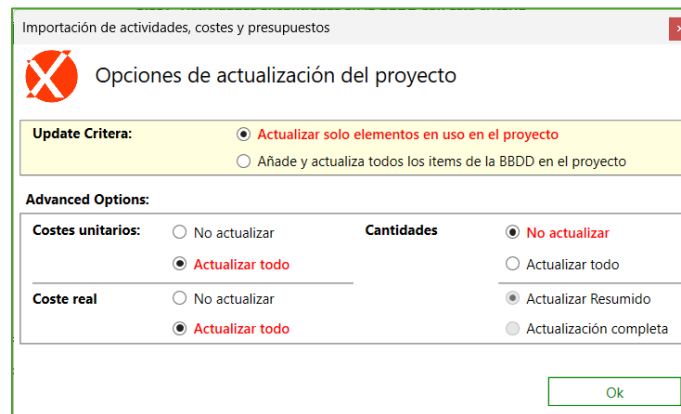 Importación de actividades, costes y presupuestos
Opciones de actualización del proyecto
Update Critera:
Actualizar solo elementos en uso en el proyecto
Añade y actualiza todos los items de la BBDD en el proyecto
Advanced Options:
Costes unitarios: No actualizar Cantidades No actualizar
Actualizar todo Actualizar todo
Coste real No actualizar Actualizar Resumido
Actualizar todo Actualización completa
Ok